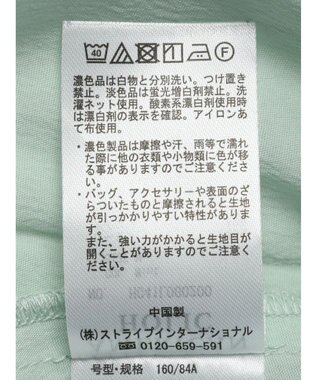 40 F
濃色品は白物と分別洗い。つけ置き
禁止。淡色品は蛍光増白剤禁止。洗
濯ネット使用。酸素系漂白剤使用時
は漂白剤の表示を確認。アイロンあ
て布使用。
・濃色製品は摩擦や汗、雨等で濡れ
た際に他の衣類や小物類に色が移
る事がありますのでご注意くださ
い。
・バッグ、アクセサリーや表面のざ
らついたものと摩擦されると生地
が引っかかりやすい特性がありま
す。
また、強い力がかかると生地目が
開くことがありますのでご注意く
ださい。
中国製
(株)ストライプインターナショナル
☏ 0120-659-591
号型・规格 160/84A